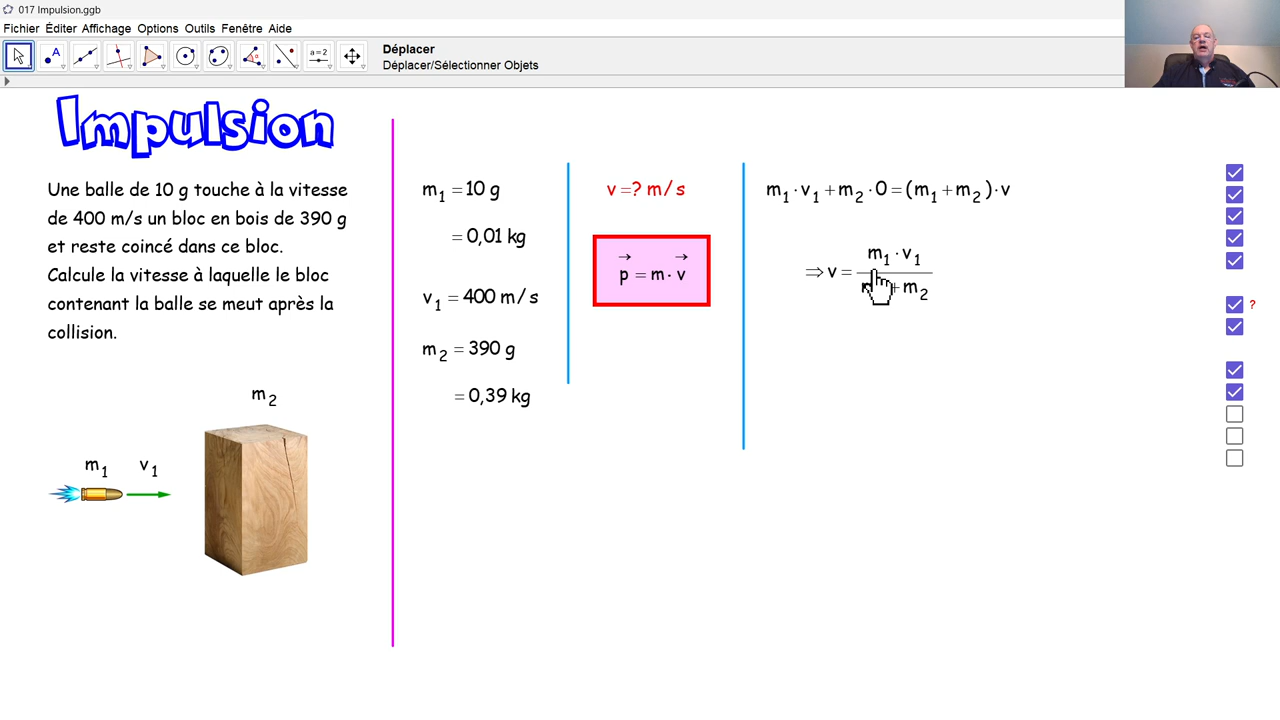 017 Impulsion.ggb
Fichier Éditer Affichage Options Outils Fenêtre Aide
A
a=2
Déplacer
Déplacer/Sélectionner Objets
Impulsion
Une balle de 10 g touche à la vitesse
de 400 m/s un bloc en bois de 390 g
et reste coincé dans ce bloc.
Calcule la vitesse à laquelle le bloc
contenant la balle se meut après la
collision.
m₂
m₁ v₁
m₁ = 10 g
= 0,01 kg
v₁ = 400 m/s
m₂ = 390 g
= 0,39 kg
v =? m/s
p⃗ = m · v⃗
m₁ · v₁ + m₂ · 0 = (m₁ + m₂) · v
⇒ v = m₁ · v₁
+ m₂
?